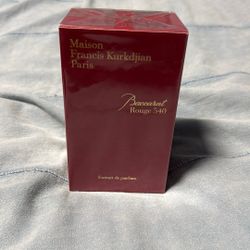 Maison
Francis Kurkdjian
Paris
Baccarat
Rouge 540
Extrait de parfum